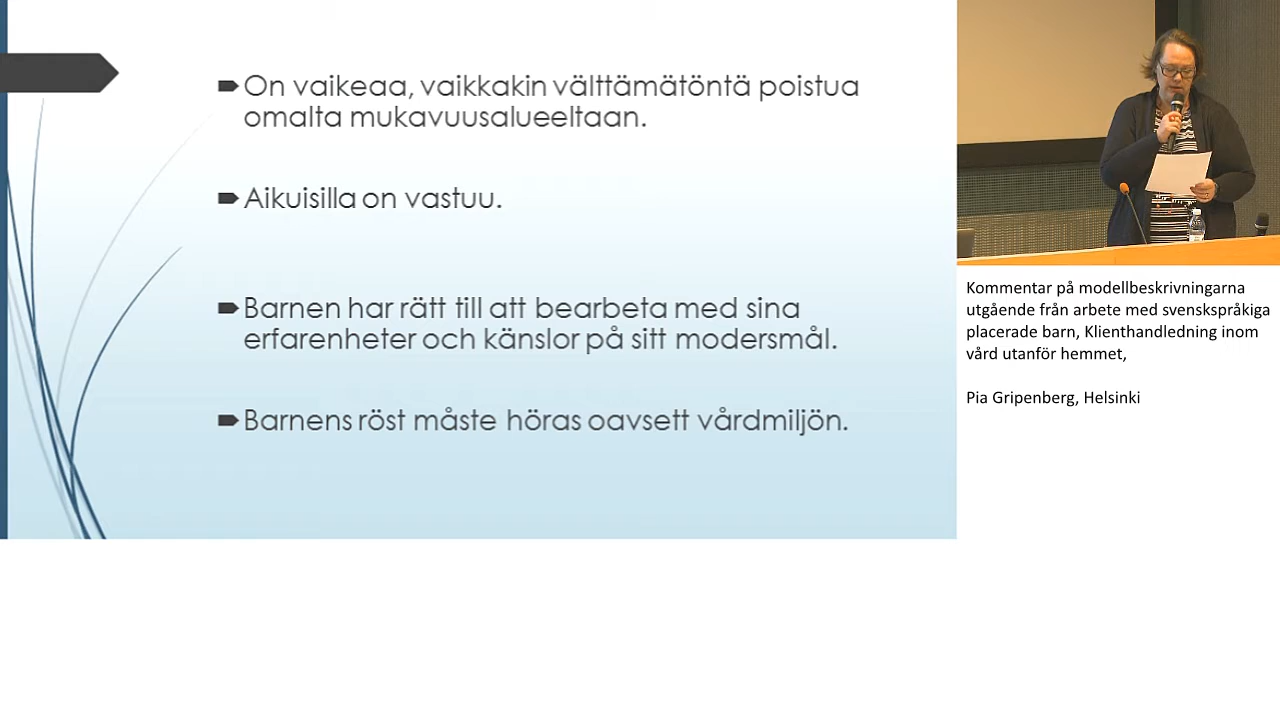 On vaikeaa, vaikkakin välttämätöntä poistua
omalta mukavuusalueeltaan.
Aikuisilla on vastuu.
Barnen har rätt till att bearbeta med sina
erfarenheter och känslor på sitt modersmål.
Barnens röst måste höras oavsett vårdmiljön.
Kommentar på modellbeskrivningarna
utgående från arbete med svenskspråkiga
placerade barn, Klienthandledning inom
vård utanför hemmet,
Pia Gripenberg, Helsinki